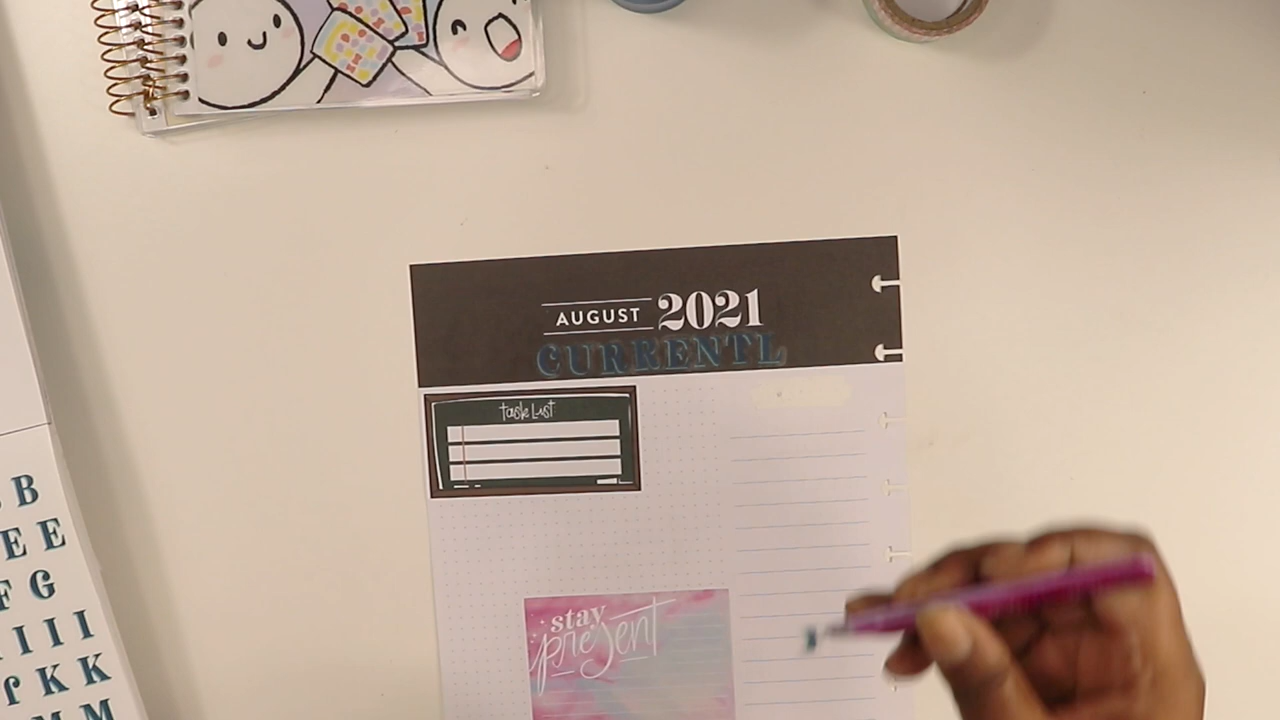 AUGUST 2021
CURRENTL
Task List
stay
present
B
E E
F G
I I I
K K
M M